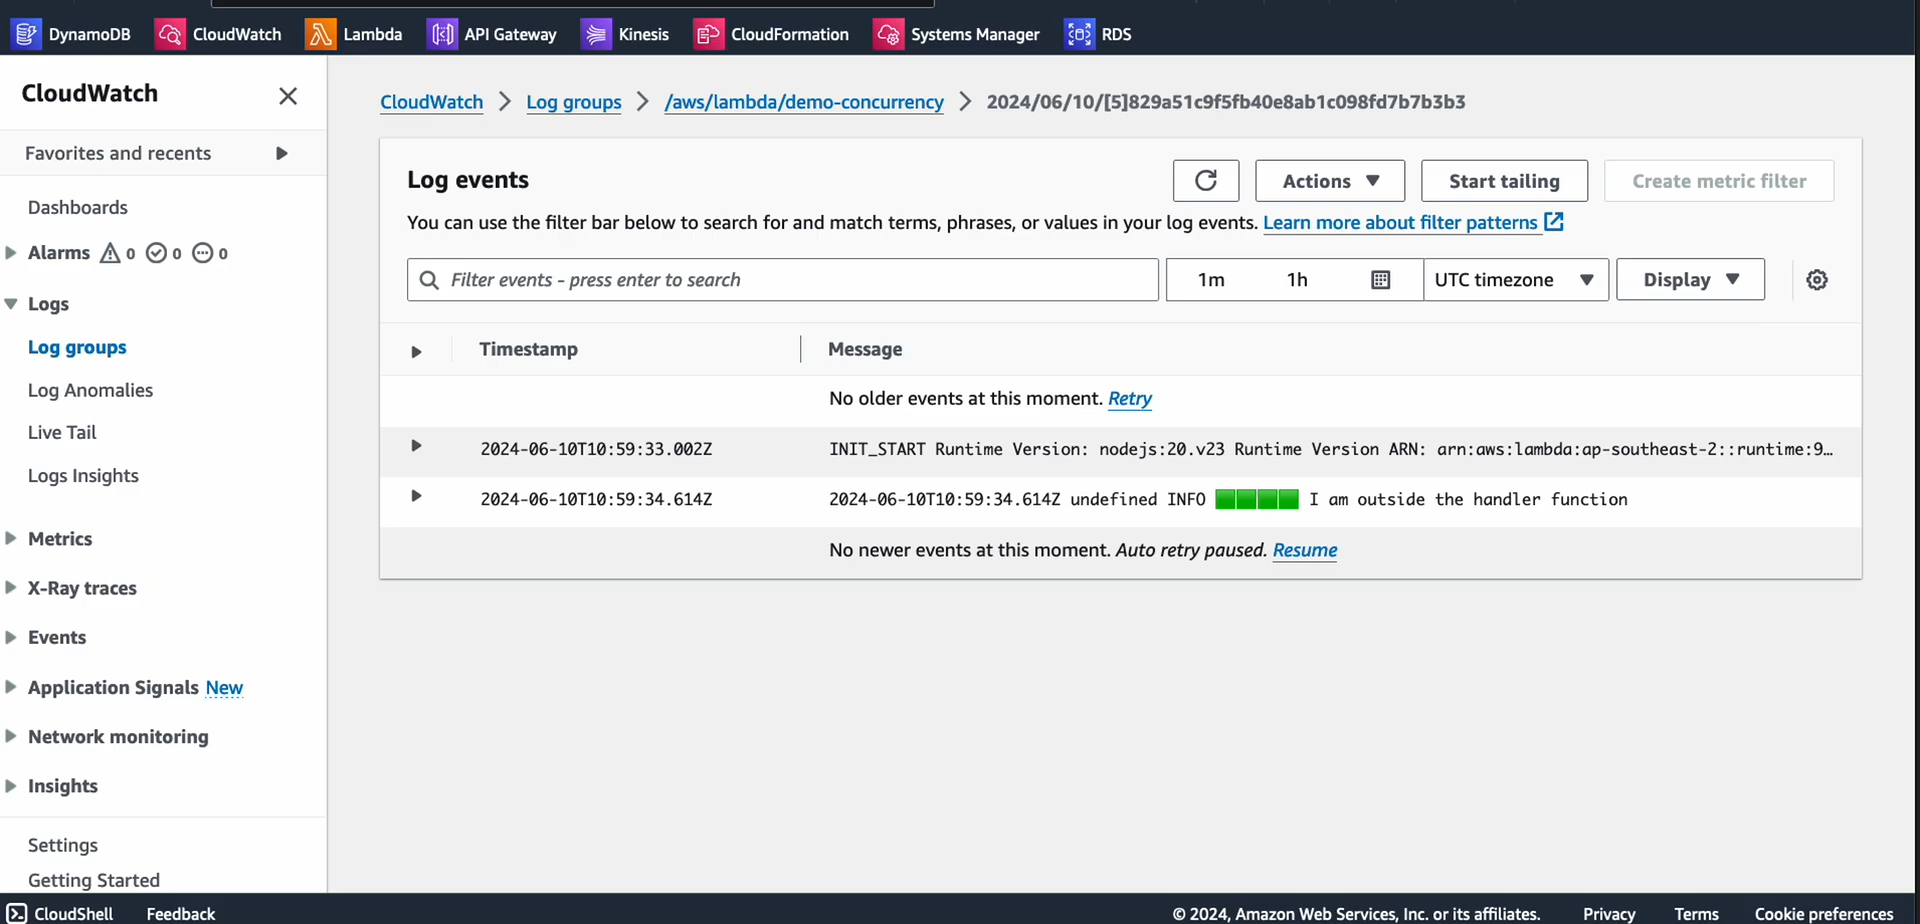 DynamoDB CloudWatch Lambda API Gateway Kinesis CloudFormation Systems Manager RDS
CloudWatch
Favorites and recents
Dashboards
Alarms 0 0 0
Logs
Log groups
Log Anomalies
Live Tail
Logs Insights
Metrics
X-Ray traces
Events
Application Signals New
Network monitoring
Insights
Settings
Getting Started
CloudWatch Log groups /aws/lambda/demo-concurrency 2024/06/10/[5]829a51c9f5fb40e8ab1c098fd7b7b3b3
Log events
Actions Start tailing Create metric filter
You can use the filter bar below to search for and match terms, phrases, or values in your log events. Learn more about filter patterns
Filter events - press enter to search 1m 1h UTC timezone Display
Timestamp Message
No older events at this moment. Retry
2024-06-10T10:59:33.002Z INIT_START Runtime Version: nodejs:20.v23 Runtime Version ARN: arn:aws:lambda:ap-southeast-2::runtime:9…
2024-06-10T10:59:34.614Z 2024-06-10T10:59:34.614Z undefined INFO 🟩🟩🟩🟩 I am outside the handler function
No newer events at this moment. Auto retry paused. Resume
CloudShell Feedback © 2024, Amazon Web Services, Inc. or its affiliates. Privacy Terms Cookie preferences